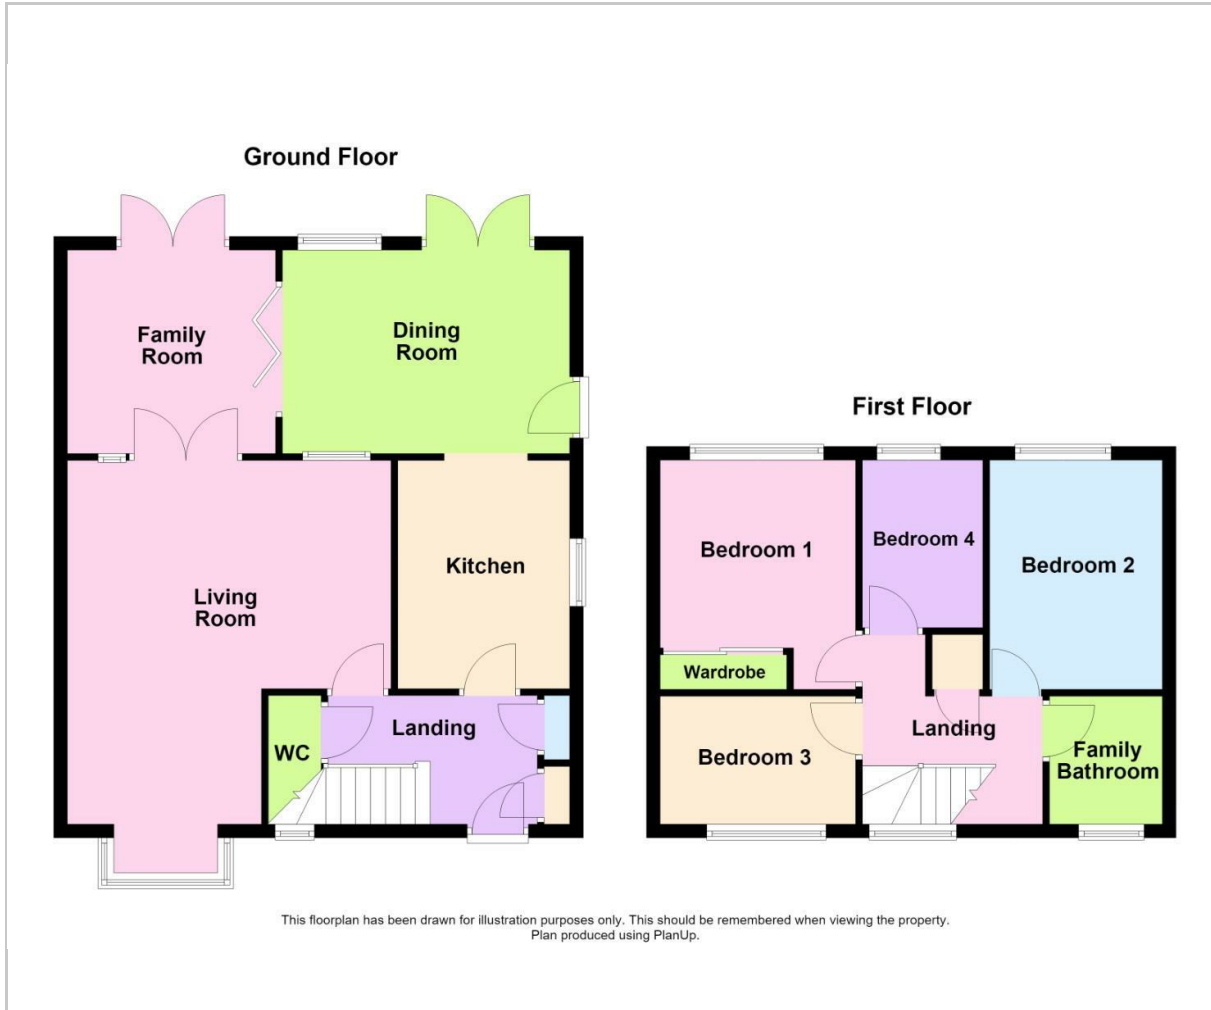 Ground Floor
Family
Room
Dining
Room
Living
Room
Kitchen
WC
Landing
First Floor
Bedroom 1
Bedroom 4
Bedroom 2
Wardrobe
Bedroom 3
Landing
Family
Bathroom
This floorplan has been drawn for illustration purposes only. This should be remembered when viewing the property.
Plan produced using PlanUp.